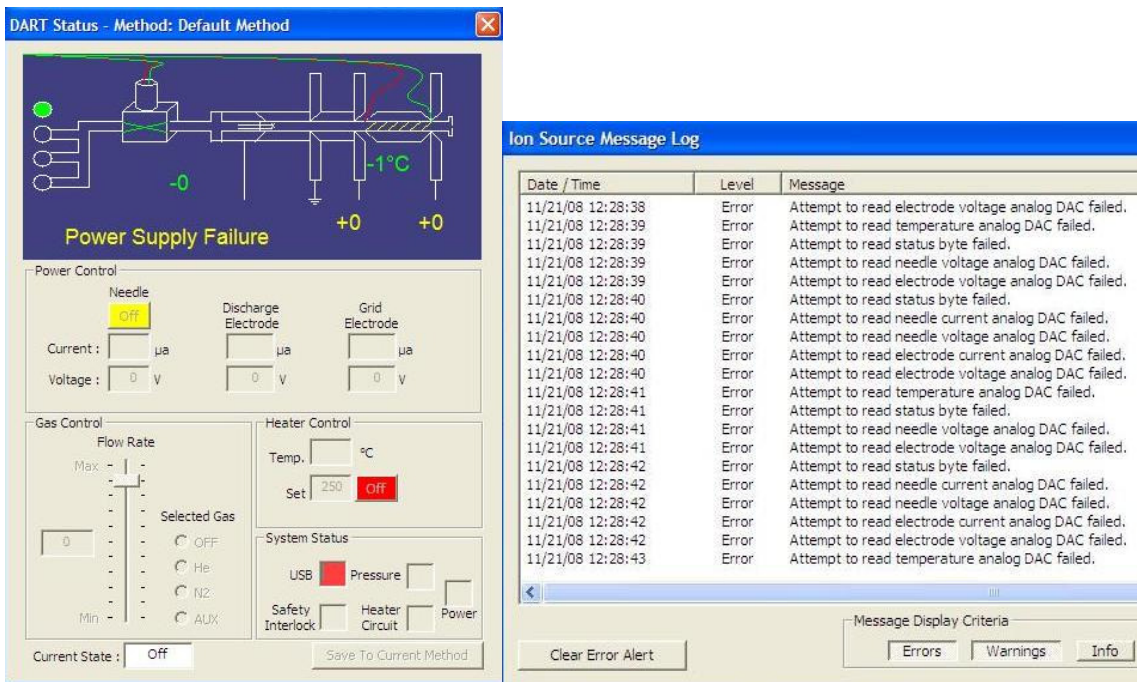 DART Status - Method: Default Method
-1°C
-0
+0 +0
Power Supply Failure
Power Control
Needle
Off
Discharge Electrode
Grid Electrode
Current : µa µa µa
Voltage : 0 V 0 V 0 V
Gas Control
Flow Rate
Max
0
Min
Selected Gas
OFF
He
N2
AUX
Heater Control
Temp. °C
Set 250 Off
System Status
USB Pressure
Safety Interlock
Heater Circuit
Power
Current State : Off
Save To Current Method
Ion Source Message Log
Date / Time Level Message
11/21/08 12:28:38 Error Attempt to read electrode voltage analog DAC failed.
11/21/08 12:28:39 Error Attempt to read temperature analog DAC failed.
11/21/08 12:28:39 Error Attempt to read status byte failed.
11/21/08 12:28:39 Error Attempt to read needle voltage analog DAC failed.
11/21/08 12:28:39 Error Attempt to read electrode voltage analog DAC failed.
11/21/08 12:28:40 Error Attempt to read status byte failed.
11/21/08 12:28:40 Error Attempt to read needle current analog DAC failed.
11/21/08 12:28:40 Error Attempt to read needle voltage analog DAC failed.
11/21/08 12:28:40 Error Attempt to read electrode current analog DAC failed.
11/21/08 12:28:40 Error Attempt to read electrode voltage analog DAC failed.
11/21/08 12:28:41 Error Attempt to read temperature analog DAC failed.
11/21/08 12:28:41 Error Attempt to read status byte failed.
11/21/08 12:28:41 Error Attempt to read needle voltage analog DAC failed.
11/21/08 12:28:41 Error Attempt to read electrode voltage analog DAC failed.
11/21/08 12:28:42 Error Attempt to read status byte failed.
11/21/08 12:28:42 Error Attempt to read needle current analog DAC failed.
11/21/08 12:28:42 Error Attempt to read needle voltage analog DAC failed.
11/21/08 12:28:42 Error Attempt to read electrode current analog DAC failed.
11/21/08 12:28:42 Error Attempt to read electrode voltage analog DAC failed.
11/21/08 12:28:43 Error Attempt to read temperature analog DAC failed.
Message Display Criteria
Clear Error Alert Errors Warnings Info